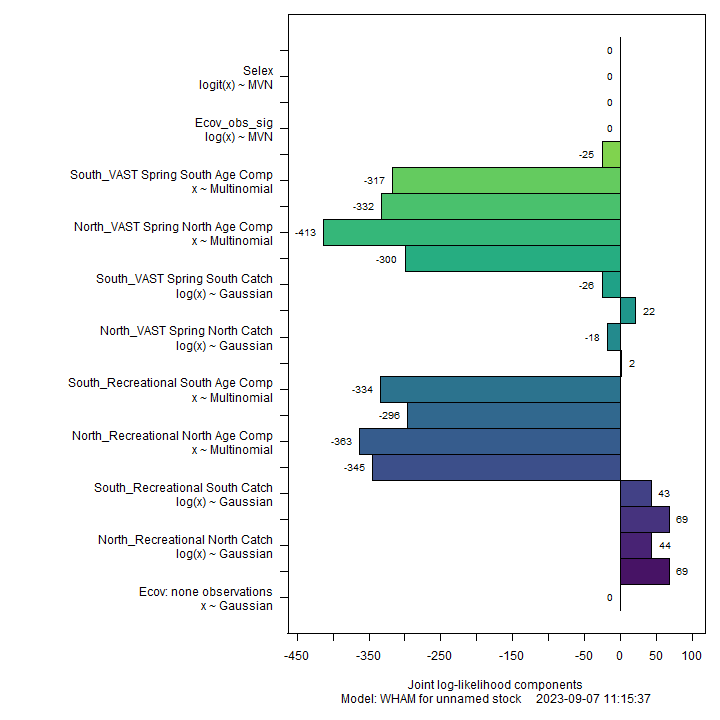 0
Selex
logit(x) ~ MVN
0
0
Ecov_obs_sig
log(x) ~ MVN
0
-25
South_VAST Spring South Age Comp
x ~ Multinomial
-317
-332
North_VAST Spring North Age Comp
x ~ Multinomial
-413
-300
South_VAST Spring South Catch
log(x) ~ Gaussian
-26
22
North_VAST Spring North Catch
log(x) ~ Gaussian
-18
2
South_Recreational South Age Comp
x ~ Multinomial
-334
-296
North_Recreational North Age Comp
x ~ Multinomial
-363
-345
South_Recreational South Catch
log(x) ~ Gaussian
43
69
North_Recreational North Catch
log(x) ~ Gaussian
44
69
Ecov: none observations
x ~ Gaussian
0
-450 -350 -250 -150 -50 0 50 100
Joint log-likelihood components
Model: WHAM for unnamed stock 2023-09-07 11:15:37